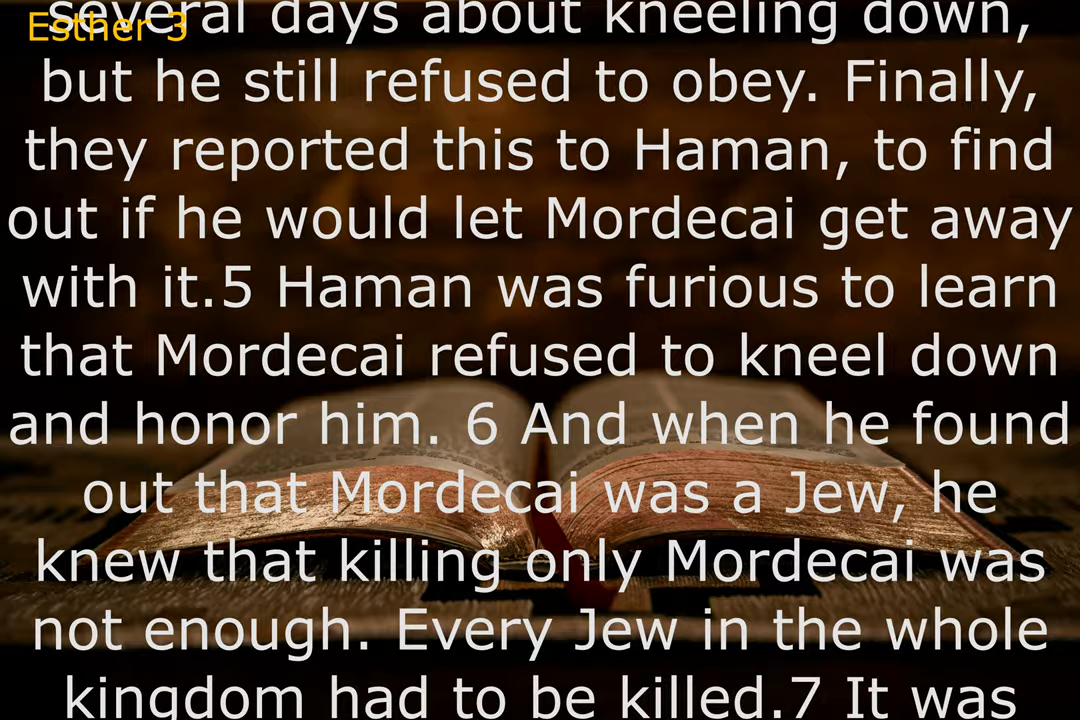 several days about kneeling down,
Esther 3
but he still refused to obey. Finally,
they reported this to Haman, to find
out if he would let Mordecai get away
with it.5 Haman was furious to learn
that Mordecai refused to kneel down
and honor him. 6 And when he found
out that Mordecai was a Jew, he
knew that killing only Mordecai was
not enough. Every Jew in the whole
kingdom had to be killed.7 It was